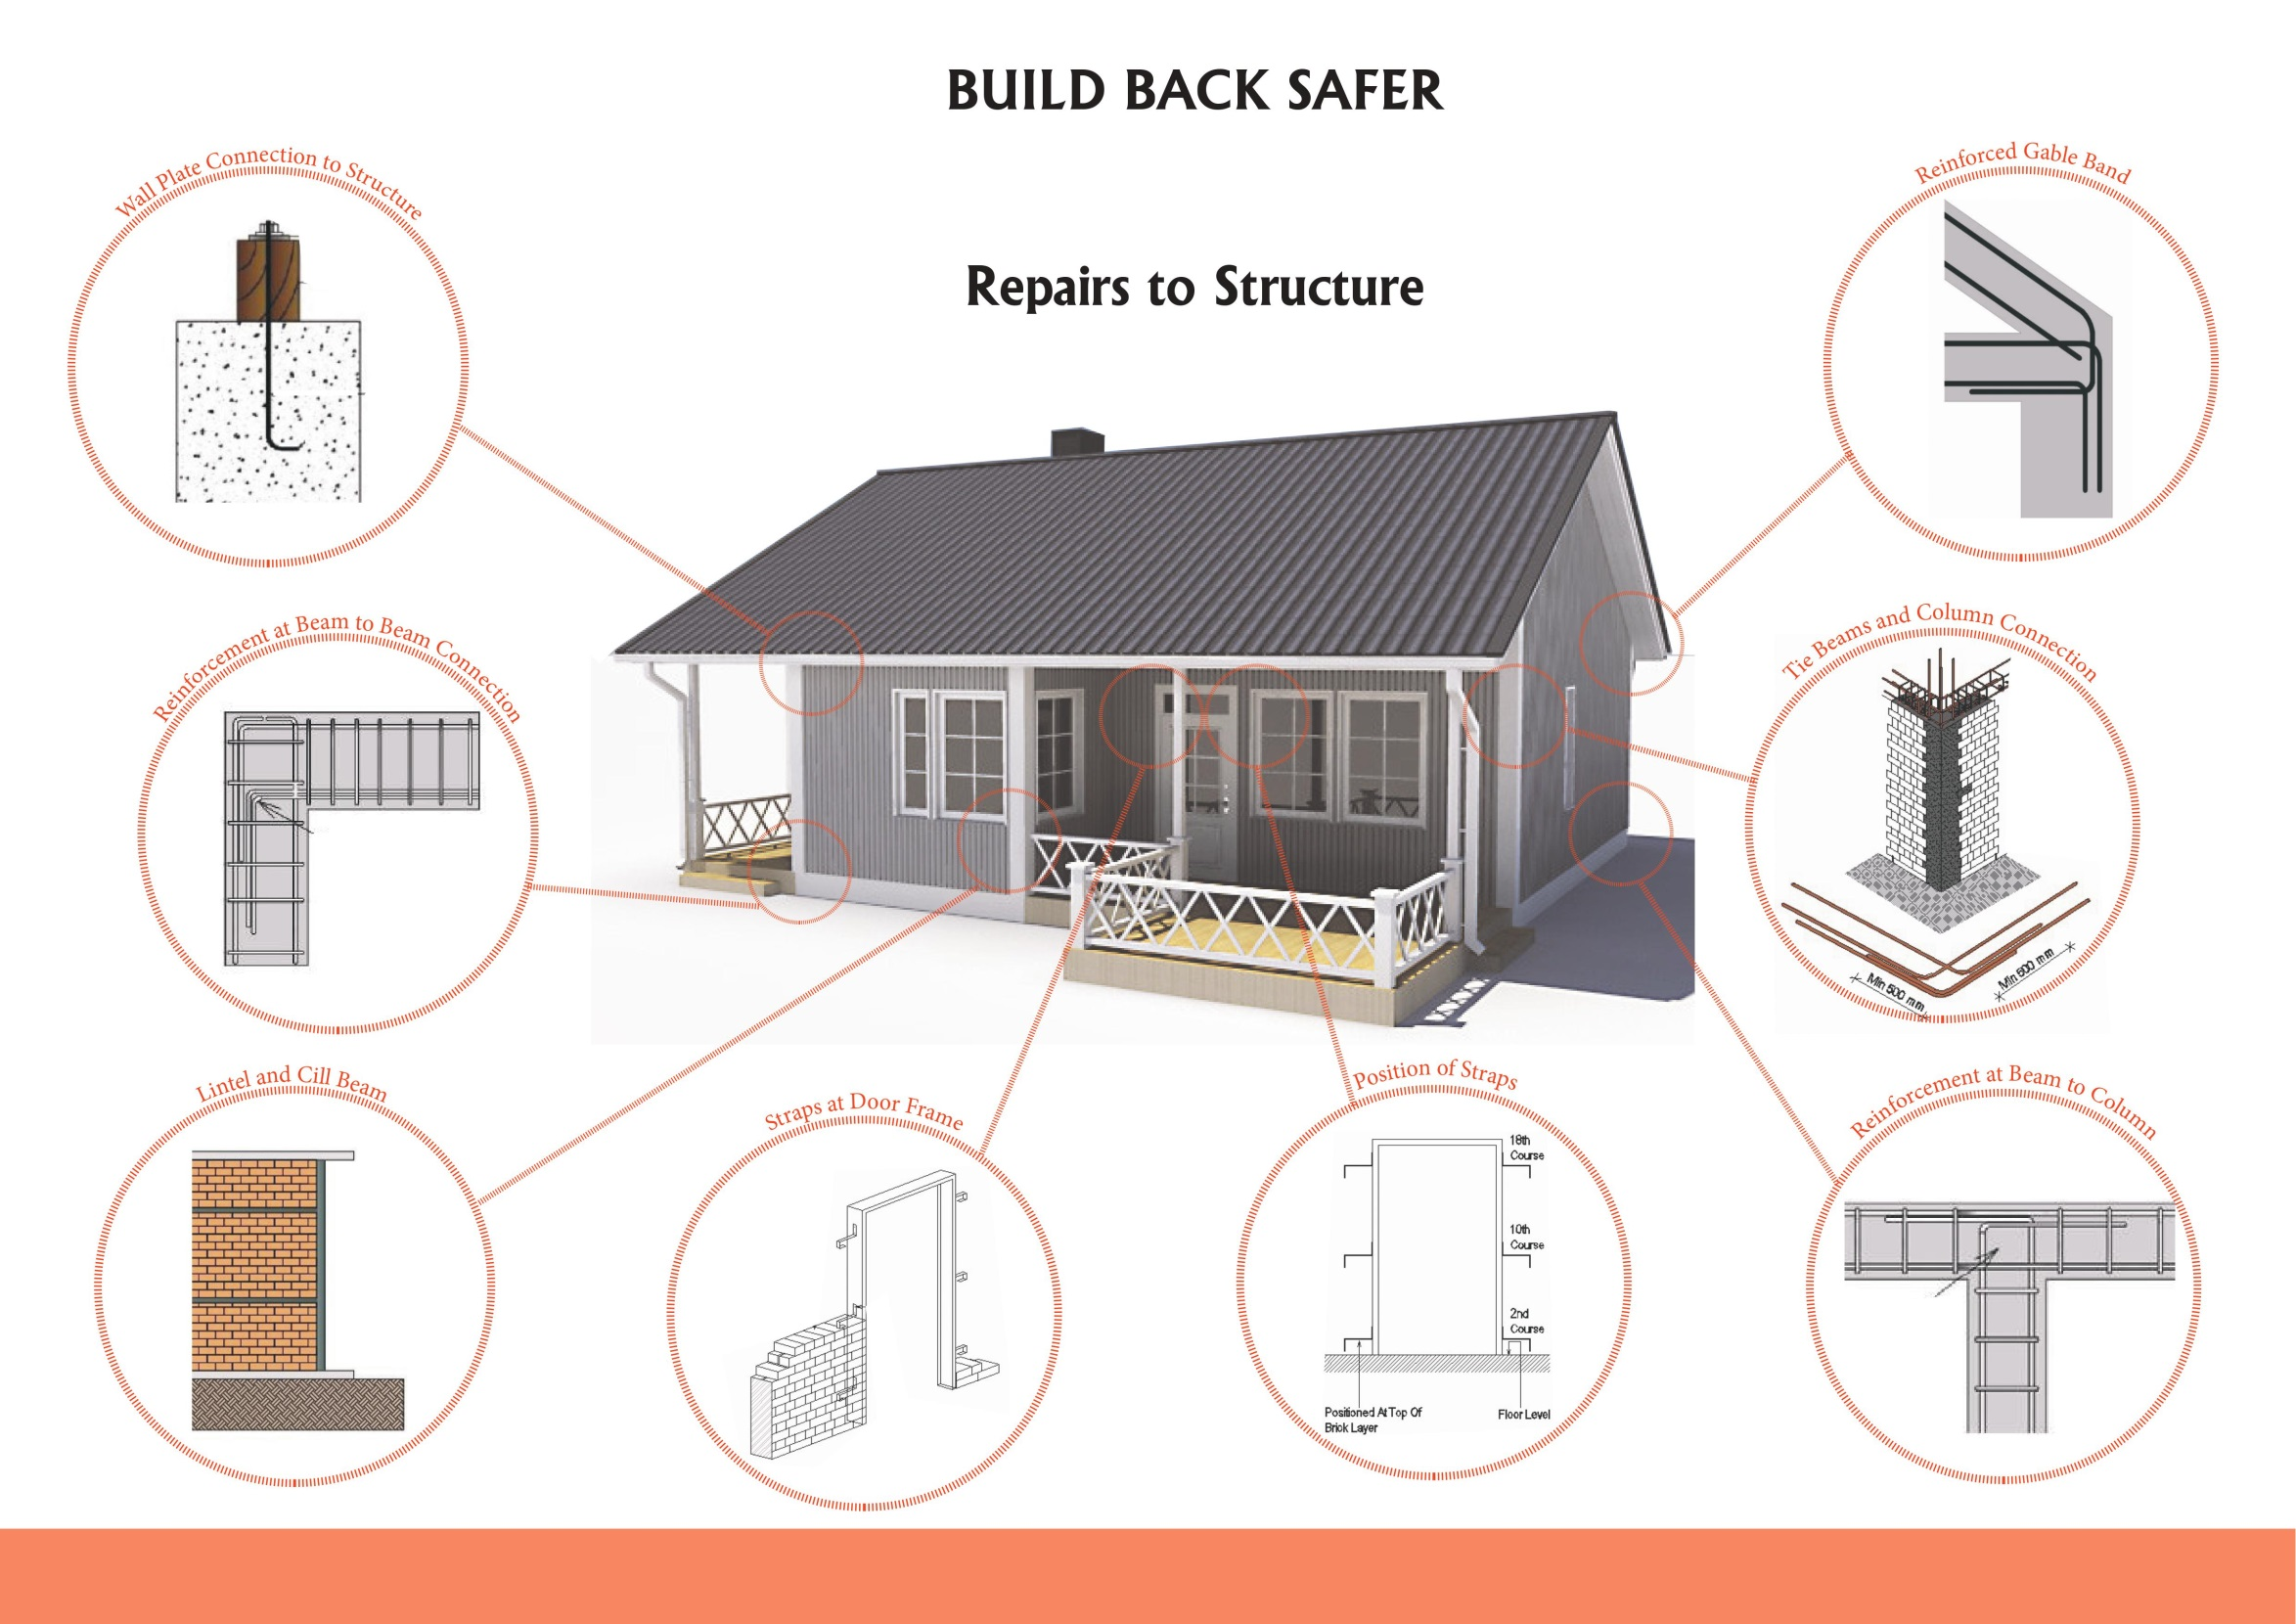 BUILD BACK SAFER
Repairs to Structure
Wall Plate Connection to Structure
Reinforced Gable Band
Reinforcement at Beam to Beam Connection
Tie Beams and Column Connection
Min 500 mm
Min 500 mm
Lintel and Cill Beam
Straps at Door Frame
Position of Straps
18th
Course
10th
Course
2nd
Course
Positioned At Top Of
Brick Layer
Floor Level
Reinforcement at Beam to Column